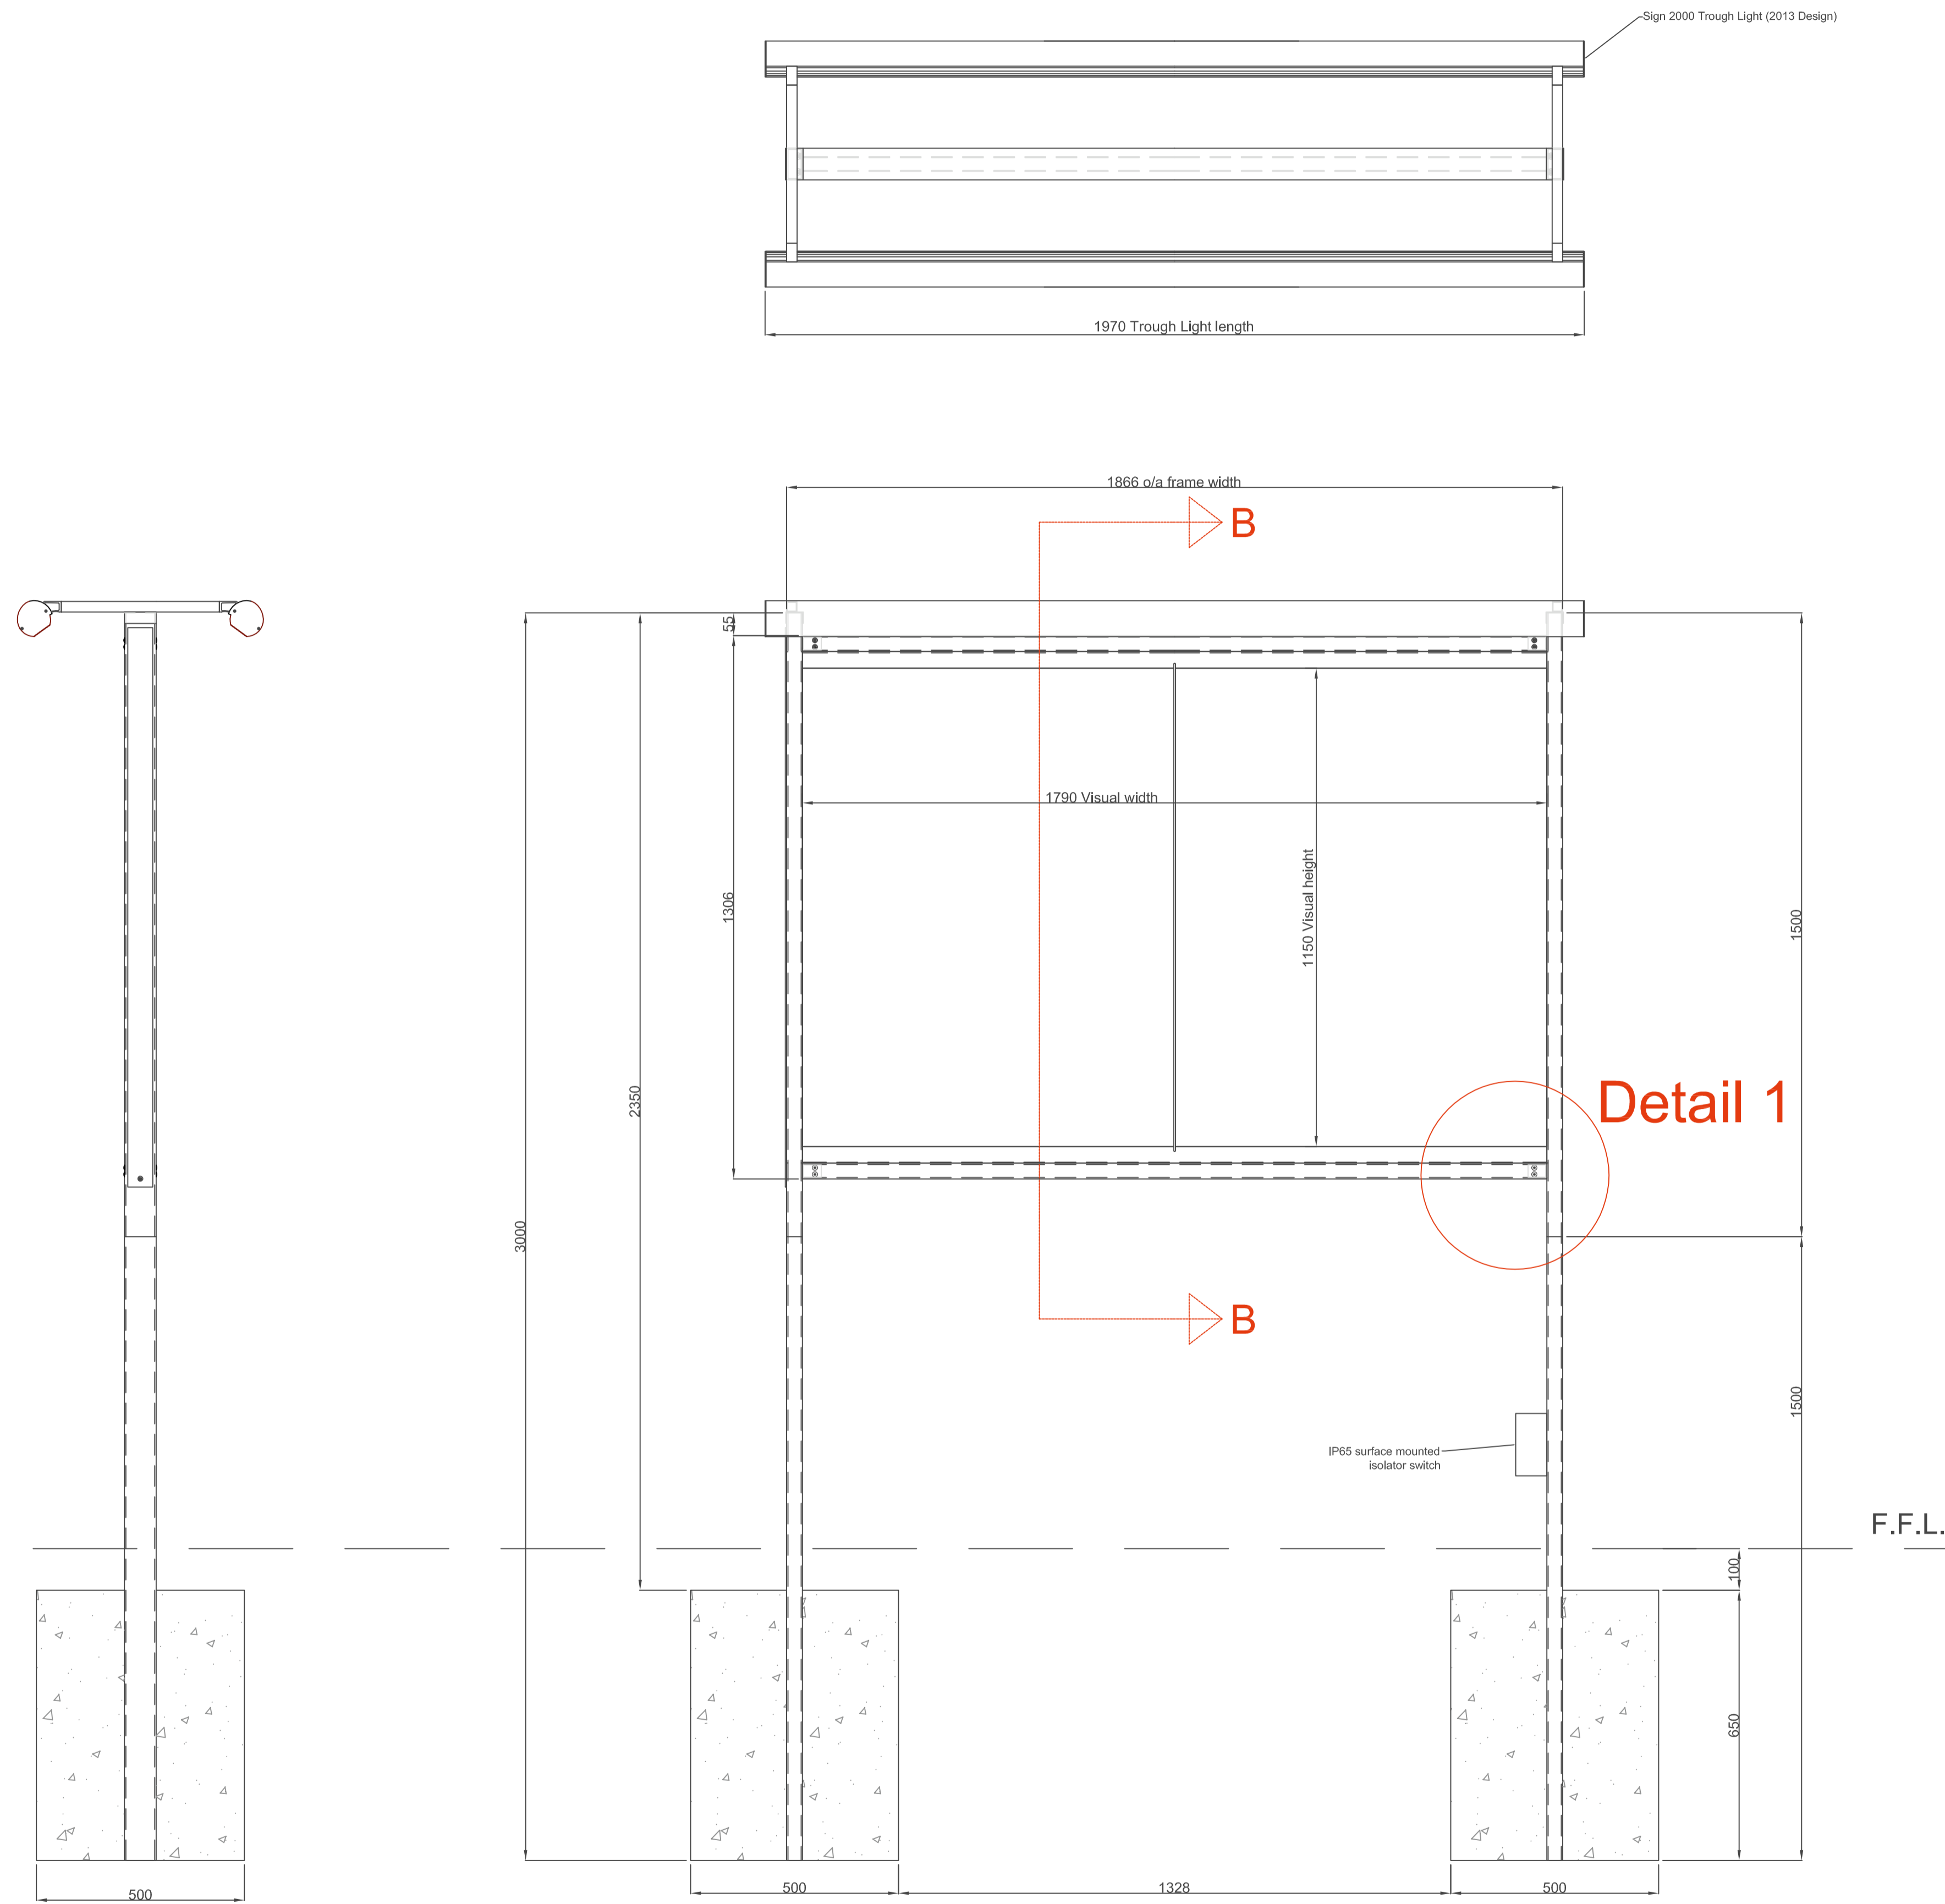 Sign 2000 Trough Light (2013 Design)
1970 Trough Light length
1866 o/a frame width
B
55
1790 Visual width
1306
1150 Visual height
1500
2350
Detail 1
3000
B
1500
IP65 surface mounted
isolator switch
F.F.L.
100
650
500
500
1328
500